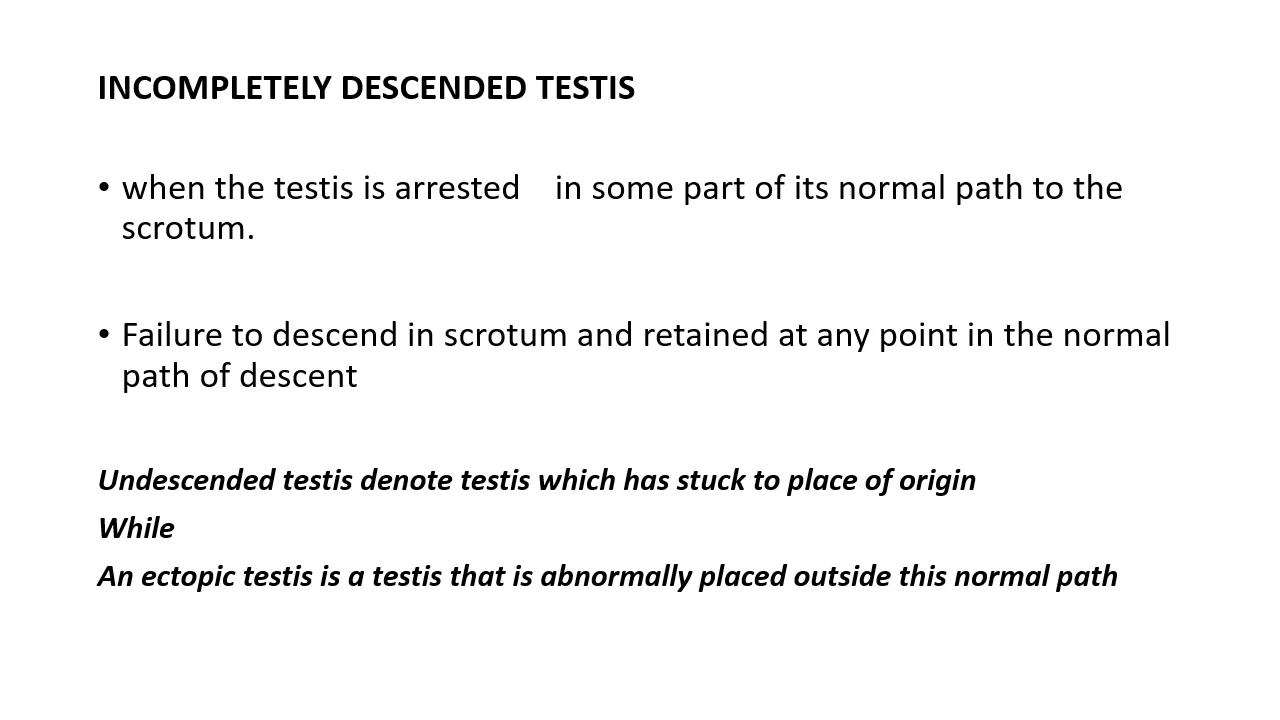 INCOMPLETELY DESCENDED TESTIS
• when the testis is arrested    in some part of its normal path to the
scrotum.
• Failure to descend in scrotum and retained at any point in the normal
path of descent
Undescended testis denote testis which has stuck to place of origin
While
An ectopic testis is a testis that is abnormally placed outside this normal path